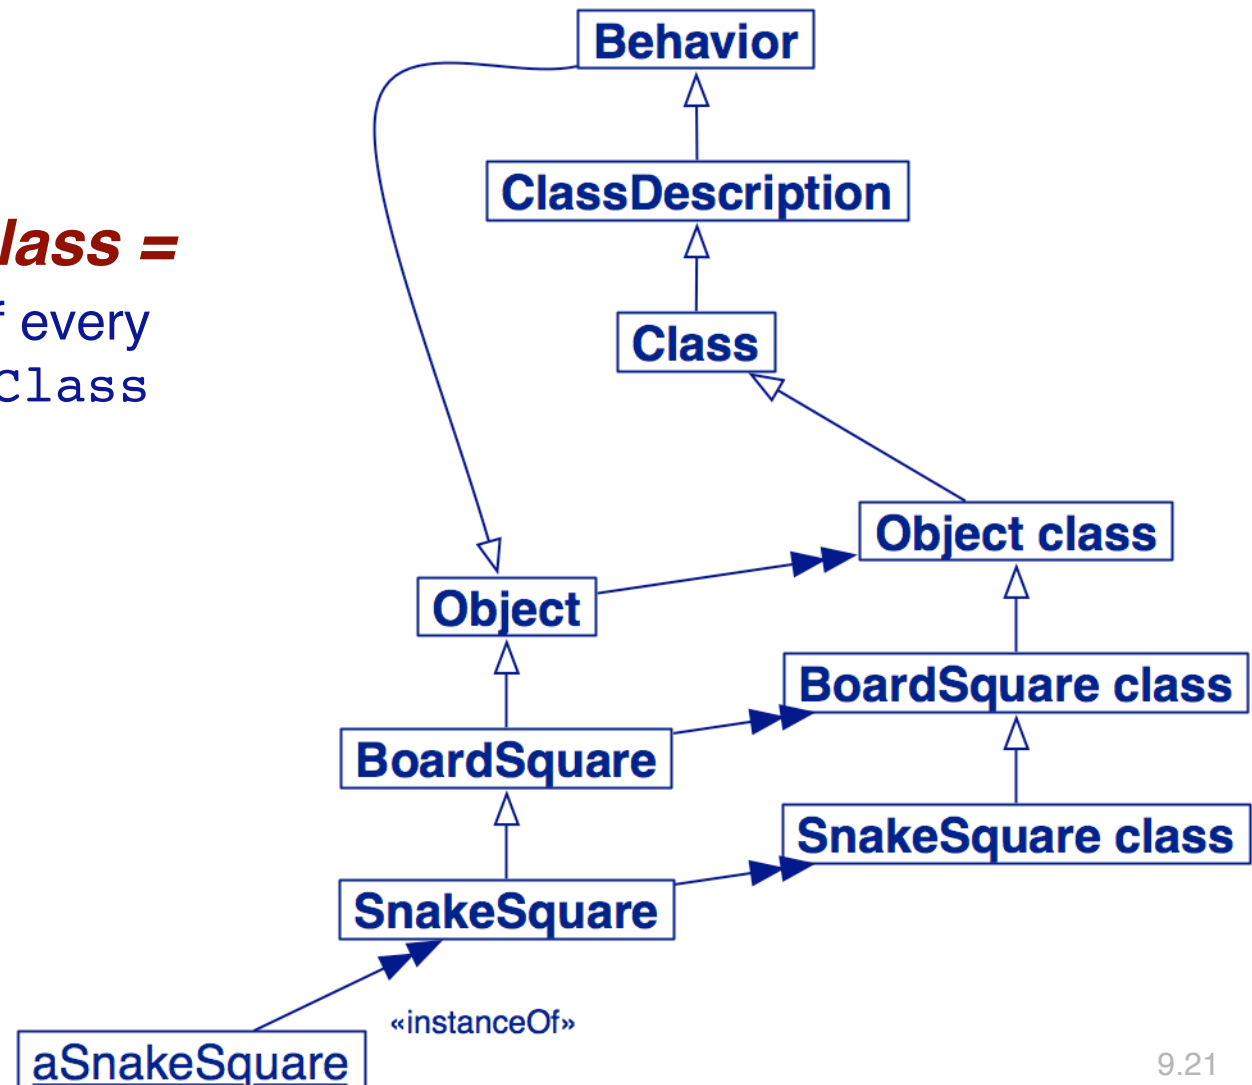 Behavior
ClassDescription
lass =
f every
Class
Class
Object class
Object
BoardSquare class
BoardSquare
SnakeSquare class
SnakeSquare
«instanceOf»
aSnakeSquare
9.21